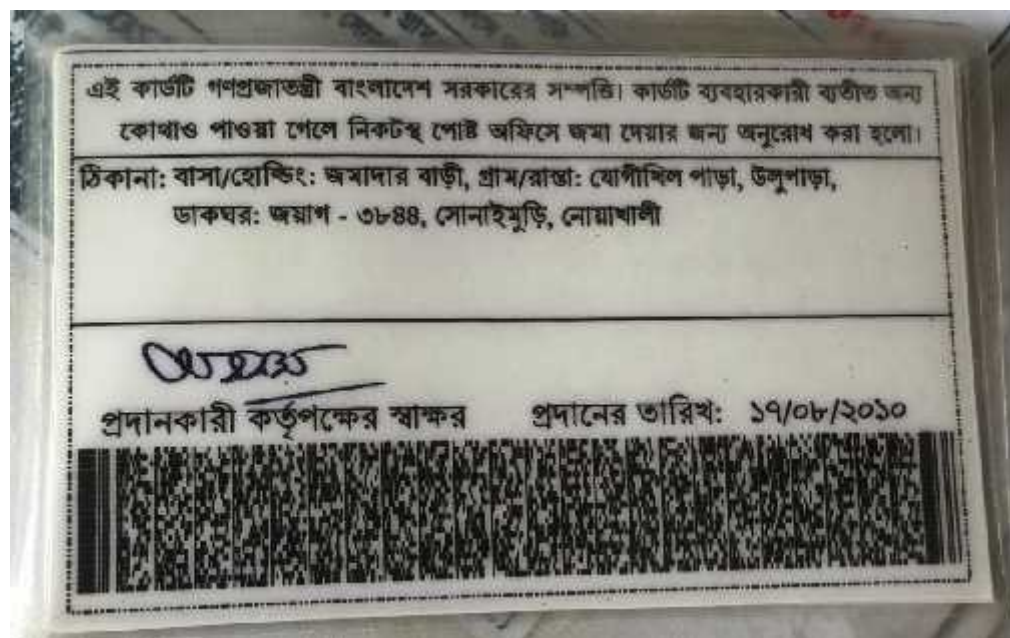 এই কার্ডটি গণপ্রজাতন্ত্রী বাংলাদেশ সরকারের সম্পত্তি। কার্ডটি ব্যবহারকারী ব্যতীত অন্য
কোথাও পাওয়া গেলে নিকটস্থ পোষ্ট অফিসে জমা দেয়ার জন্য অনুরোধ করা হলো।
ঠিকানা: বাসা/হোল্ডিং: জমাদার বাড়ী, গ্রাম/রাস্তা: যোগীখিল পাড়া, উলুপাড়া,
ডাকঘর: জয়াগ - ৩৮৪৪, সোনাইমুড়ি, নোয়াখালী
প্রদানকারী কর্তৃপক্ষের স্বাক্ষর প্রদানের তারিখ: ১৭/০৮/২০১০